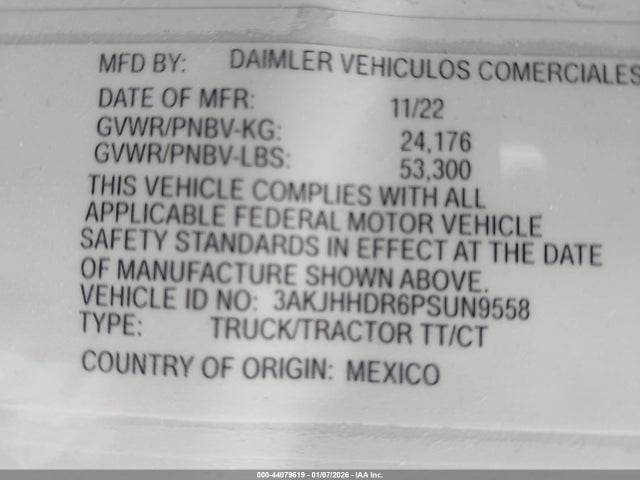 MFD BY: DAIMLER VEHICULOS COMERCIALES
DATE OF MFR: 11/22
GVWR/PNBV-KG: 24,176
GVWR/PNBV-LBS: 53,300
THIS VEHICLE COMPLIES WITH ALL
APPLICABLE FEDERAL MOTOR VEHICLE
SAFETY STANDARDS IN EFFECT AT THE DATE
OF MANUFACTURE SHOWN ABOVE.
VEHICLE ID NO: 3AKJHHDR6PSUN9558
TYPE: TRUCK/TRACTOR TT/CT
COUNTRY OF ORIGIN: MEXICO
000-44079619 - 01/07/2026 - IAA Inc.